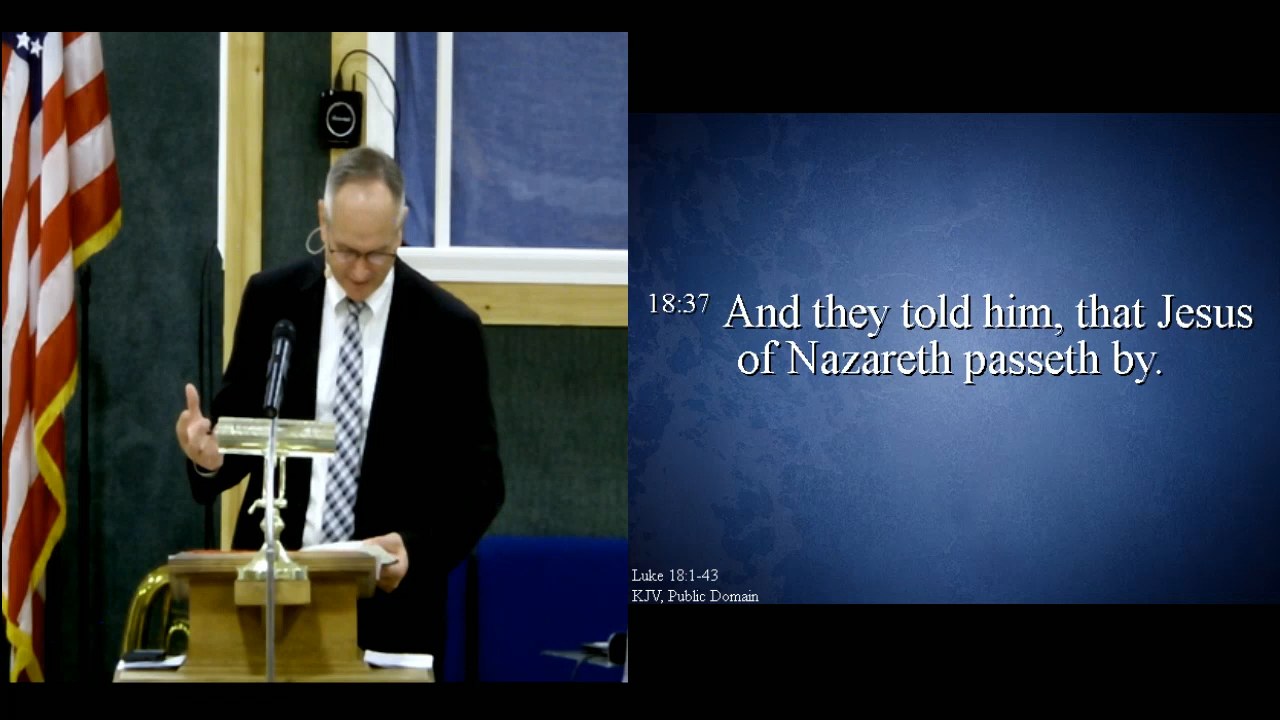 18:37 And they told him, that Jesus
of Nazareth passeth by.
Luke 18:1-43
KJV, Public Domain